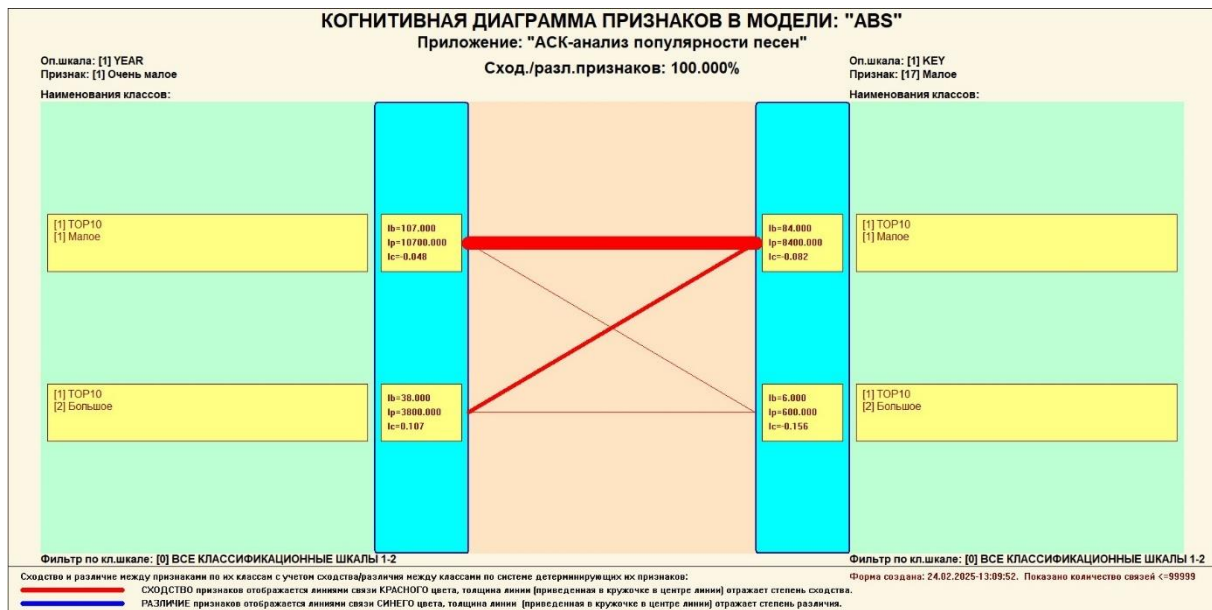 КОГНИТИВНАЯ ДИАГРАММА ПРИЗНАКОВ В МОДЕЛИ: "ABS"
Приложение: "АСК-анализ популярности песен"
Оп.шкала: [1] YEAR
Признак: [1] Очень малое
Сход./разл.признаков: 100.000%
Оп.шкала: [1] KEY
Признак: [17] Малое
Наименования классов:
Наименования классов:
[1] TOP10
[1] Малое
Ib=107.000
Ip=10700.000
Ic=-0.048
Ib=84.000
Ip=8400.000
Ic=-0.082
[1] TOP10
[1] Малое
[1] TOP10
[2] Большое
Ib=38.000
Ip=3800.000
Ic=0.107
Ib=6.000
Ip=600.000
Ic=-0.156
[1] TOP10
[2] Большое
Фильтр по кл.шкале: [0] ВСЕ КЛАССИФИКАЦИОННЫЕ ШКАЛЫ 1-2
Фильтр по кл.шкале: [0] ВСЕ КЛАССИФИКАЦИОННЫЕ ШКАЛЫ 1-2
Сходство и различие между признаками по их классам с учетом сходства/различия между классами по системе детерминирующих их признаков:
Форма создана: 24.02.2025-13:09:52. Показано количество связей <=99999
СХОДСТВО признаков отображается линиями связи КРАСНОГО цвета, толщина линии (приведенная в кружочке в центре линии) отражает степень сходства.
РАЗЛИЧИЕ признаков отображается линиями связи СИНЕГО цвета, толщина линии (приведенная в кружочке в центре линии) отражает степень различия.